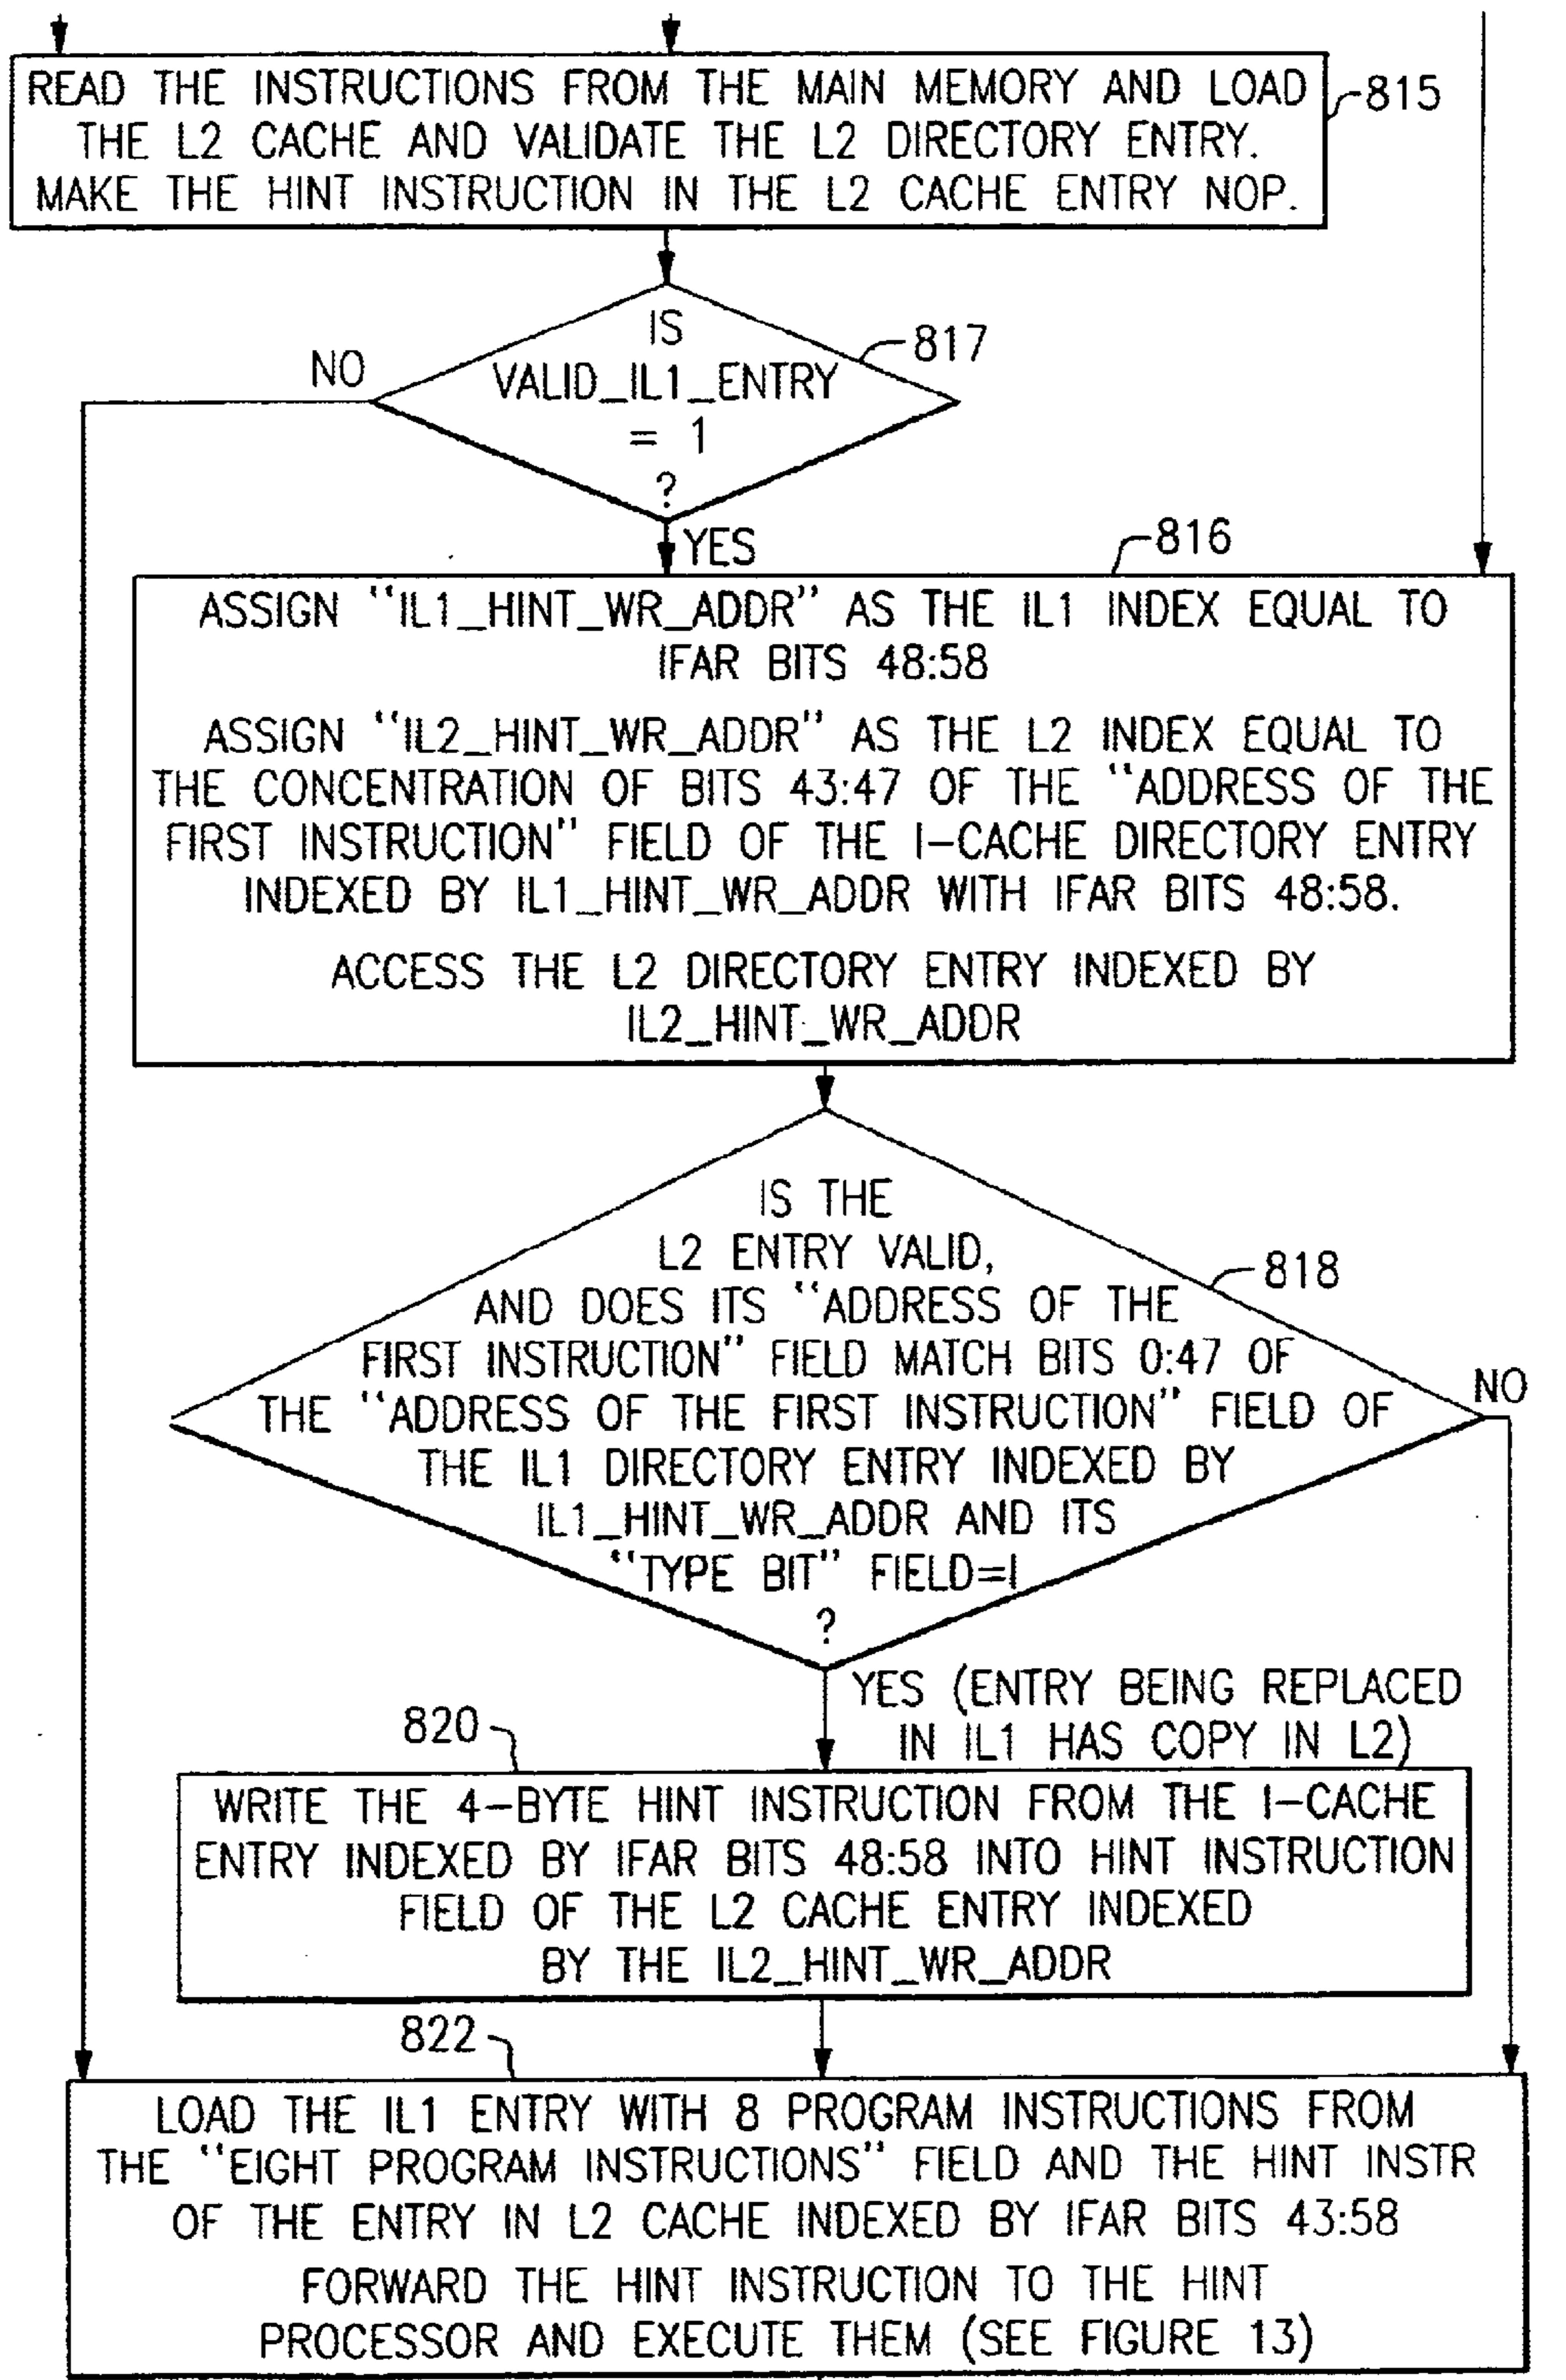 READ THE INSTRUCTIONS FROM THE MAIN MEMORY AND LOAD
THE L2 CACHE AND VALIDATE THE L2 DIRECTORY ENTRY.
MAKE THE HINT INSTRUCTION IN THE L2 CACHE ENTRY NOP.
815
IS
VALID_IL1_ENTRY
= 1
?
817
NO
YES
816
ASSIGN "IL1_HINT_WR_ADDR" AS THE IL1 INDEX EQUAL TO
IFAR BITS 48:58
ASSIGN "IL2_HINT_WR_ADDR" AS THE L2 INDEX EQUAL TO
THE CONCENTRATION OF BITS 43:47 OF THE "ADDRESS OF THE
FIRST INSTRUCTION" FIELD OF THE I-CACHE DIRECTORY ENTRY
INDEXED BY IL1_HINT_WR_ADDR WITH IFAR BITS 48:58.
ACCESS THE L2 DIRECTORY ENTRY INDEXED BY
IL2_HINT_WR_ADDR
IS THE
L2 ENTRY VALID,
AND DOES ITS "ADDRESS OF THE
FIRST INSTRUCTION" FIELD MATCH BITS 0:47 OF
THE "ADDRESS OF THE FIRST INSTRUCTION" FIELD OF
THE IL1 DIRECTORY ENTRY INDEXED BY
IL1_HINT_WR_ADDR AND ITS
"TYPE BIT" FIELD=1
?
818
NO
YES (ENTRY BEING REPLACED
IN IL1 HAS COPY IN L2)
820
WRITE THE 4-BYTE HINT INSTRUCTION FROM THE I-CACHE
ENTRY INDEXED BY IFAR BITS 48:58 INTO HINT INSTRUCTION
FIELD OF THE L2 CACHE ENTRY INDEXED
BY THE IL2_HINT_WR_ADDR
822
LOAD THE IL1 ENTRY WITH 8 PROGRAM INSTRUCTIONS FROM
THE "EIGHT PROGRAM INSTRUCTIONS" FIELD AND THE HINT INSTR
OF THE ENTRY IN L2 CACHE INDEXED BY IFAR BITS 43:58
FORWARD THE HINT INSTRUCTION TO THE HINT
PROCESSOR AND EXECUTE THEM (SEE FIGURE 13)